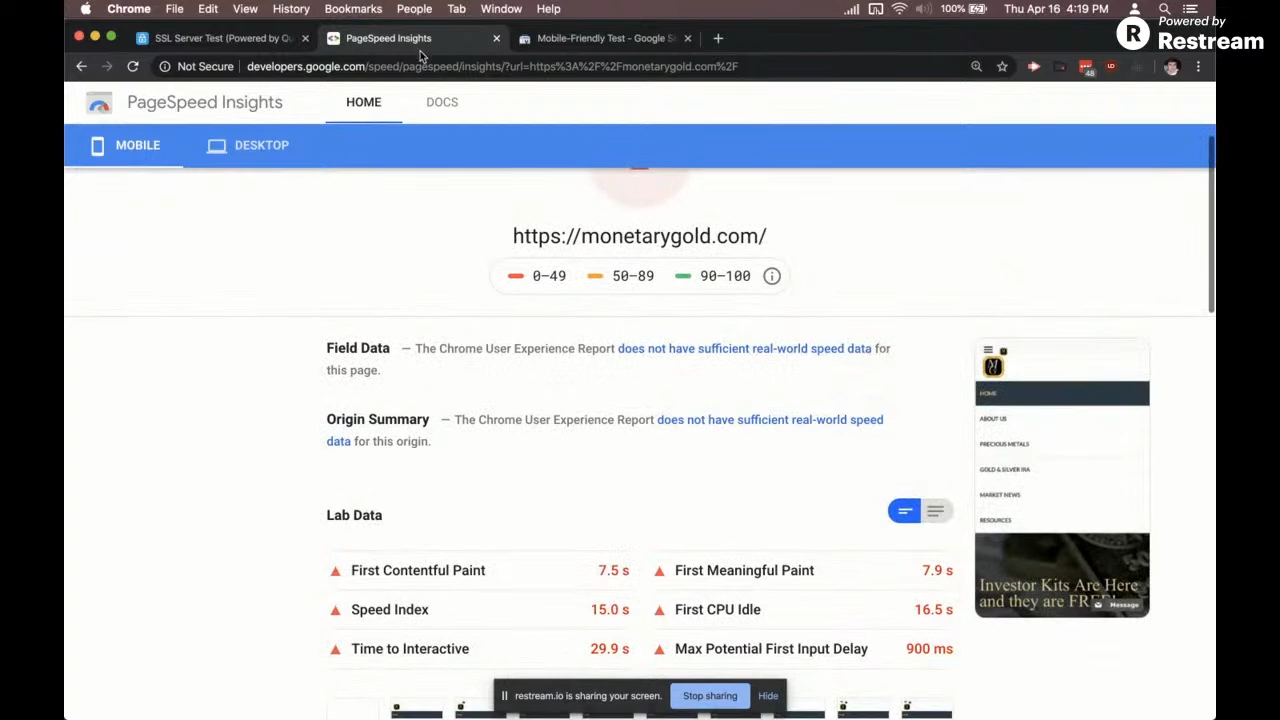 Chrome File Edit View History Bookmarks People Tab Window Help 100% Thu Apr 16 4:19 PM
Powered by
R Restream
SSL Server Test (Powered by Qu PageSpeed Insights Mobile-Friendly Test - Google Se
Not Secure developers.google.com/speed/pagespeed/insights/?url=https%3A%2F%2Fmonetarygold.com%2F 48
PageSpeed Insights HOME DOCS
MOBILE DESKTOP
https://monetarygold.com/
0–49 50–89 90–100
Field Data — The Chrome User Experience Report does not have sufficient real-world speed data for
this page.
Origin Summary — The Chrome User Experience Report does not have sufficient real-world speed
data for this origin.
HOME
ABOUT US
PRECIOUS METALS
GOLD & SILVER IRA
MARKET NEWS
RESOURCES
Investor Kits Are Here
and they are FREE!
Message
Lab Data
First Contentful Paint 7.5 s First Meaningful Paint 7.9 s
Speed Index 15.0 s First CPU Idle 16.5 s
Time to Interactive 29.9 s Max Potential First Input Delay 900 ms
restream.io is sharing your screen. Stop sharing Hide